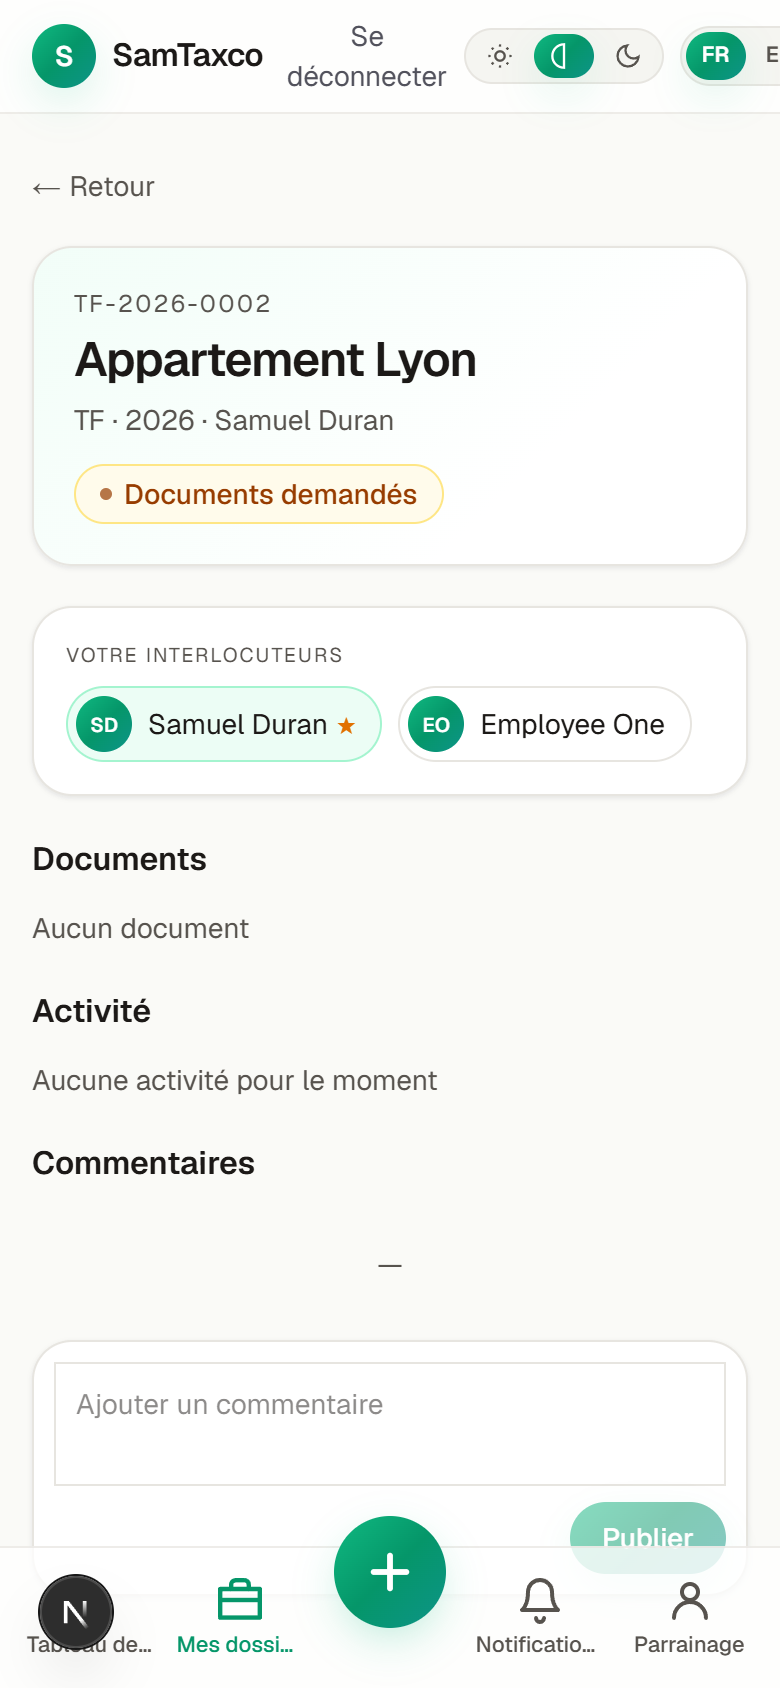 S SamTaxco Se déconnecter FR E
← Retour
TF-2026-0002
Appartement Lyon
TF · 2026 · Samuel Duran
Documents demandés
VOTRE INTERLOCUTEURS
SD Samuel Duran ★ EO Employee One
Documents
Aucun document
Activité
Aucune activité pour le moment
Commentaires
—
Ajouter un commentaire
Publier
N
Tableau de... Mes dossi... Notificatio... Parrainage